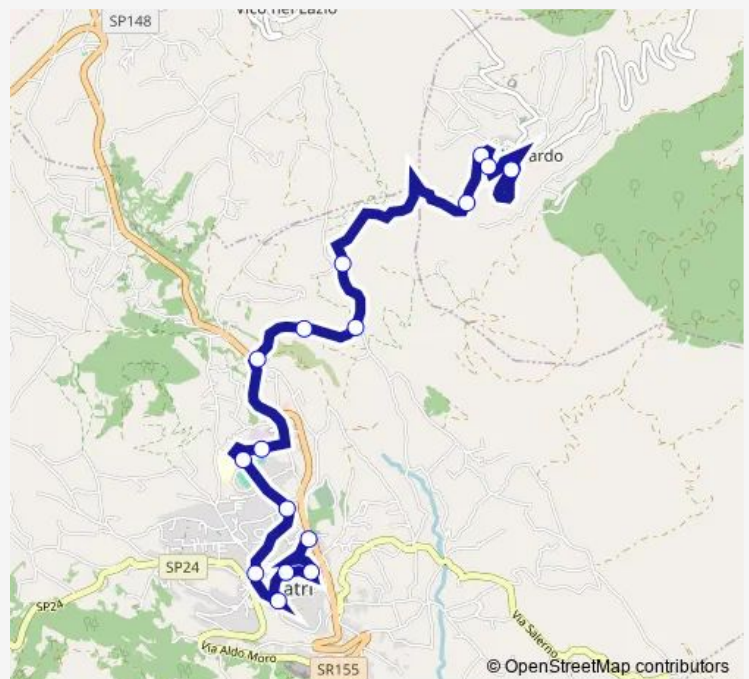 Vico nel Lazio
SP148
ardo
SP24
atri
SP24
Via Aldo Moro
SR155
Via Salerno
© OpenStreetMap contributors